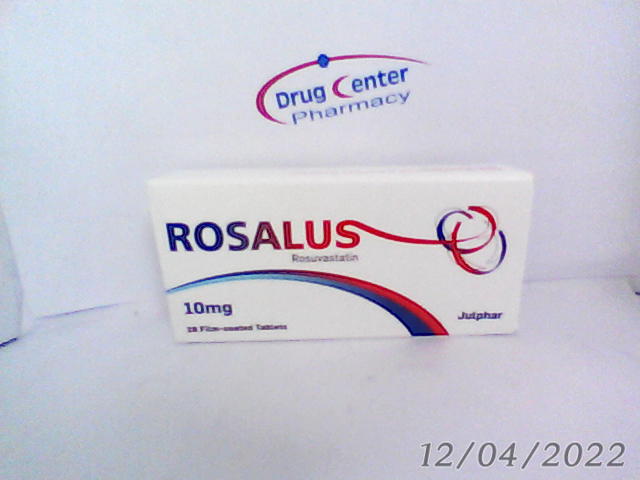 Drug Center
Pharmacy
ROSALUS
Rosuvastatin
10mg
28 Film-coated Tablets
Julphar
12/04/2022